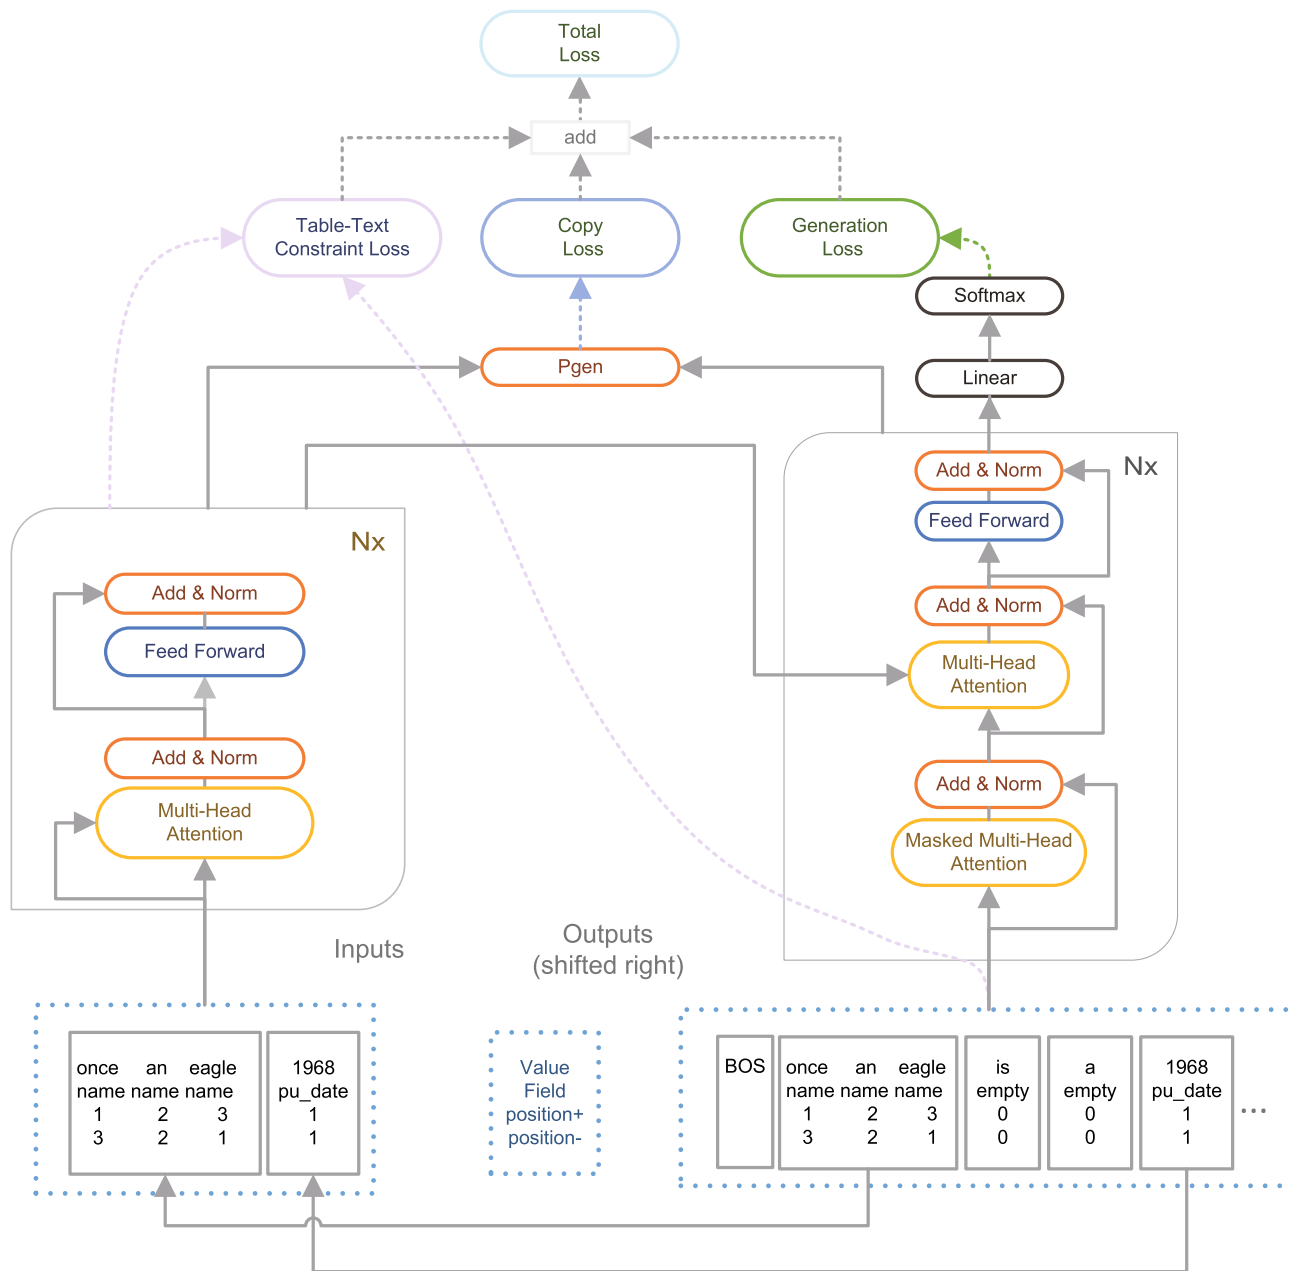 Total
Loss
add
Table-Text
Constraint Loss
Copy
Loss
Generation
Loss
Softmax
Pgen
Linear
Nx
Add & Norm
Feed Forward
Add & Norm
Multi-Head
Attention
Nx
Add & Norm
Feed Forward
Add & Norm
Multi-Head
Attention
Add & Norm
Masked Multi-Head
Attention
Inputs
Outputs
(shifted right)
once an eagle
name name name
1 2 3
3 2 1
1968
pu_date
1
1
Value
Field
position+
position-
BOS
once an eagle
name name name
1 2 3
3 2 1
is
empty
0
0
a
empty
0
0
1968
pu_date
1
1
...